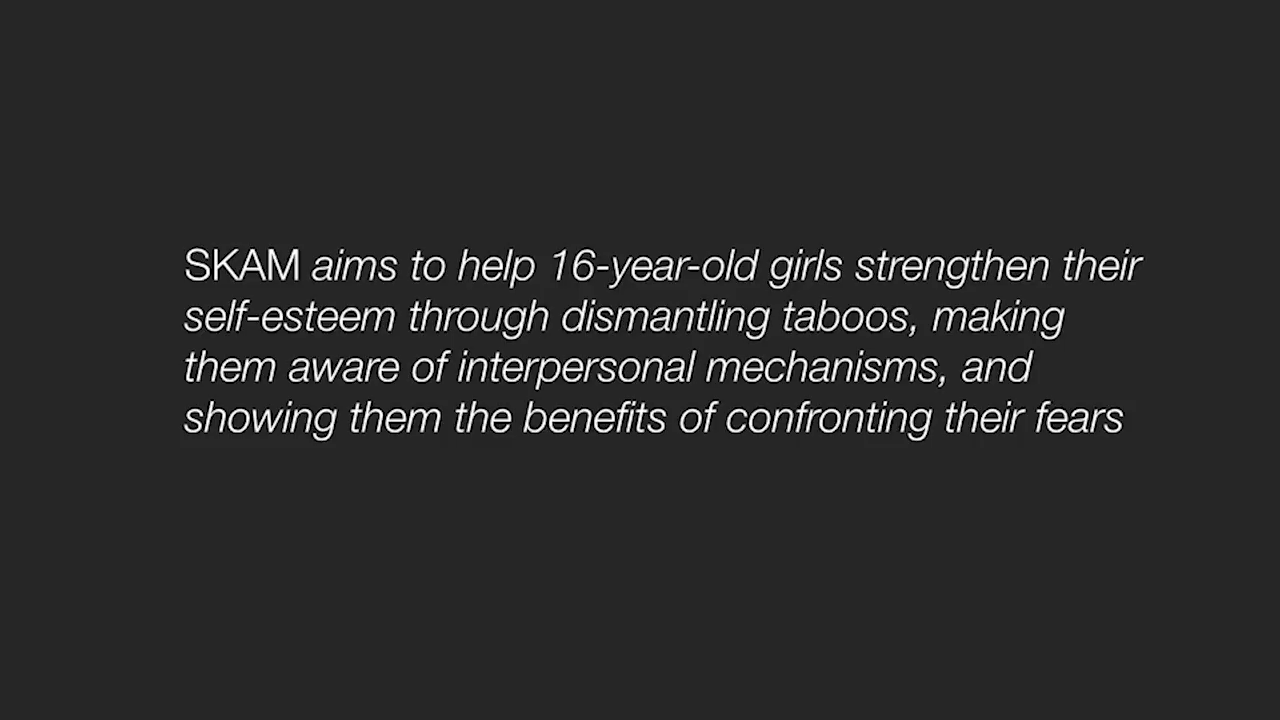 SKAM aims to help 16-year-old girls strengthen their
self-esteem through dismantling taboos, making
them aware of interpersonal mechanisms, and
showing them the benefits of confronting their fears